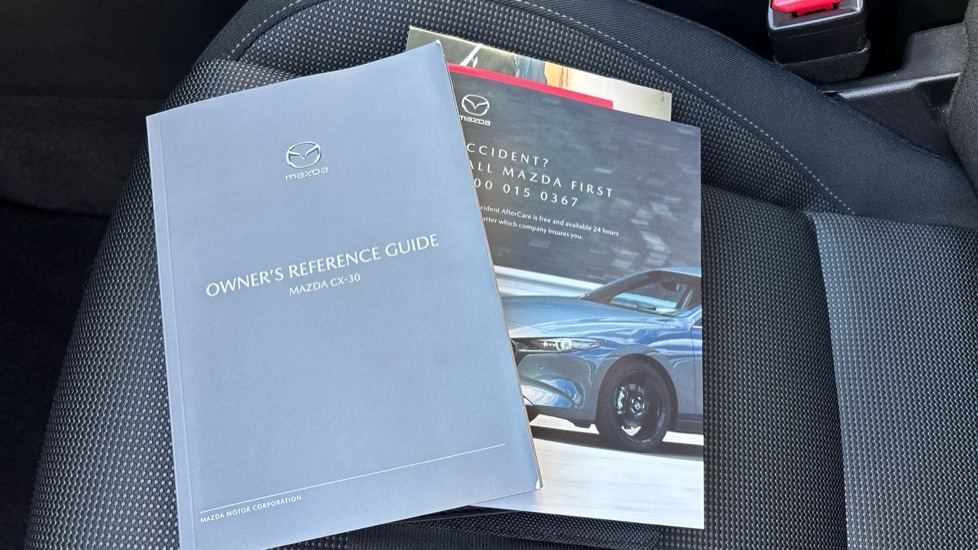 mazda
OWNER'S REFERENCE GUIDE
MAZDA CX-30
MAZDA MOTOR CORPORATION
mazda
CCIDENT?
ALL MAZDA FIRST
00 015 0367
cident AfterCare is free and available 24 hours
atter which company insures you.